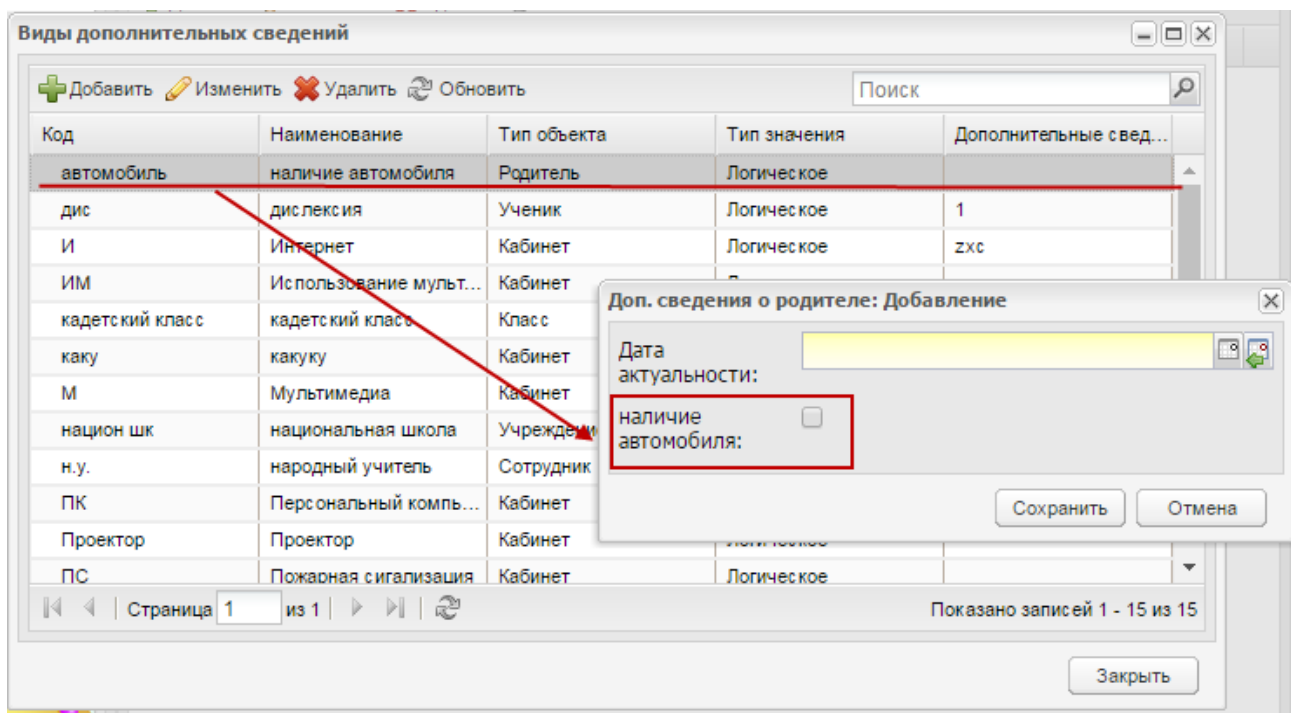 Виды дополнительных сведений
Добавить Изменить Удалить Обновить Поиск
Код Наименование Тип объекта Тип значения Дополнительные свед...
автомобиль наличие автомобиля Родитель Логическое
дис дислексия Ученик Логическое 1
И Интернет Кабинет Логическое zxc
ИМ Использование мульт... Кабинет
кадетский класс кадетский класс Класс
каку какуку Кабинет
М Мультимедиа Кабинет
национ шк национальная школа Учреждение
н.у. народный учитель Сотрудник
ПК Персональный компь... Кабинет
Проектор Проектор Кабинет
ПС Пожарная сигализация Кабинет Логическое
Страница 1 из 1 Показано записей 1 - 15 из 15
Закрыть
Доп. сведения о родителе: Добавление
Дата
актуальности:
наличие
автомобиля:
Сохранить Отмена